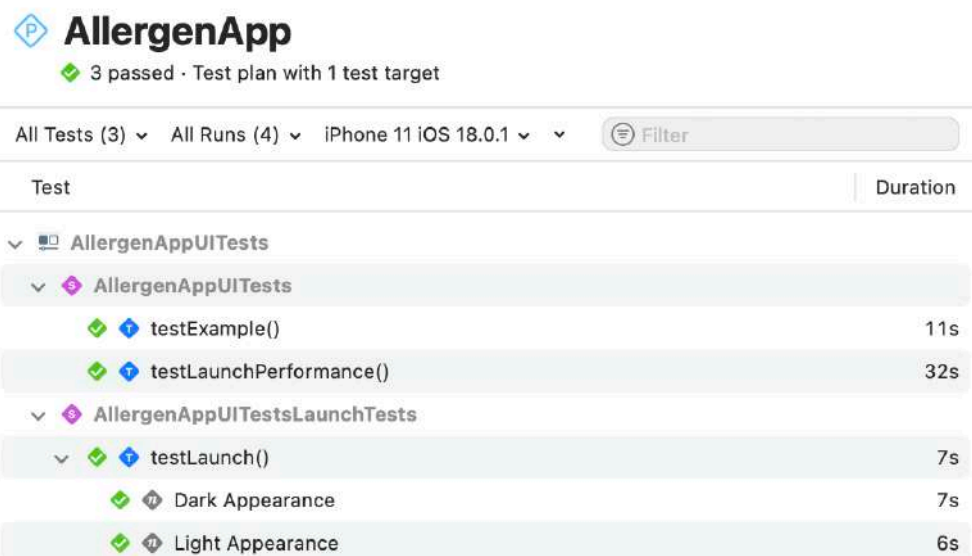 AllergenApp
3 passed · Test plan with 1 test target
All Tests (3) All Runs (4) iPhone 11 iOS 18.0.1 Filter
Test Duration
AllergenAppUITests
S AllergenAppUITests
T testExample() 11s
T testLaunchPerformance() 32s
S AllergenAppUITestsLaunchTests
T testLaunch() 7s
n Dark Appearance 7s
n Light Appearance 6s